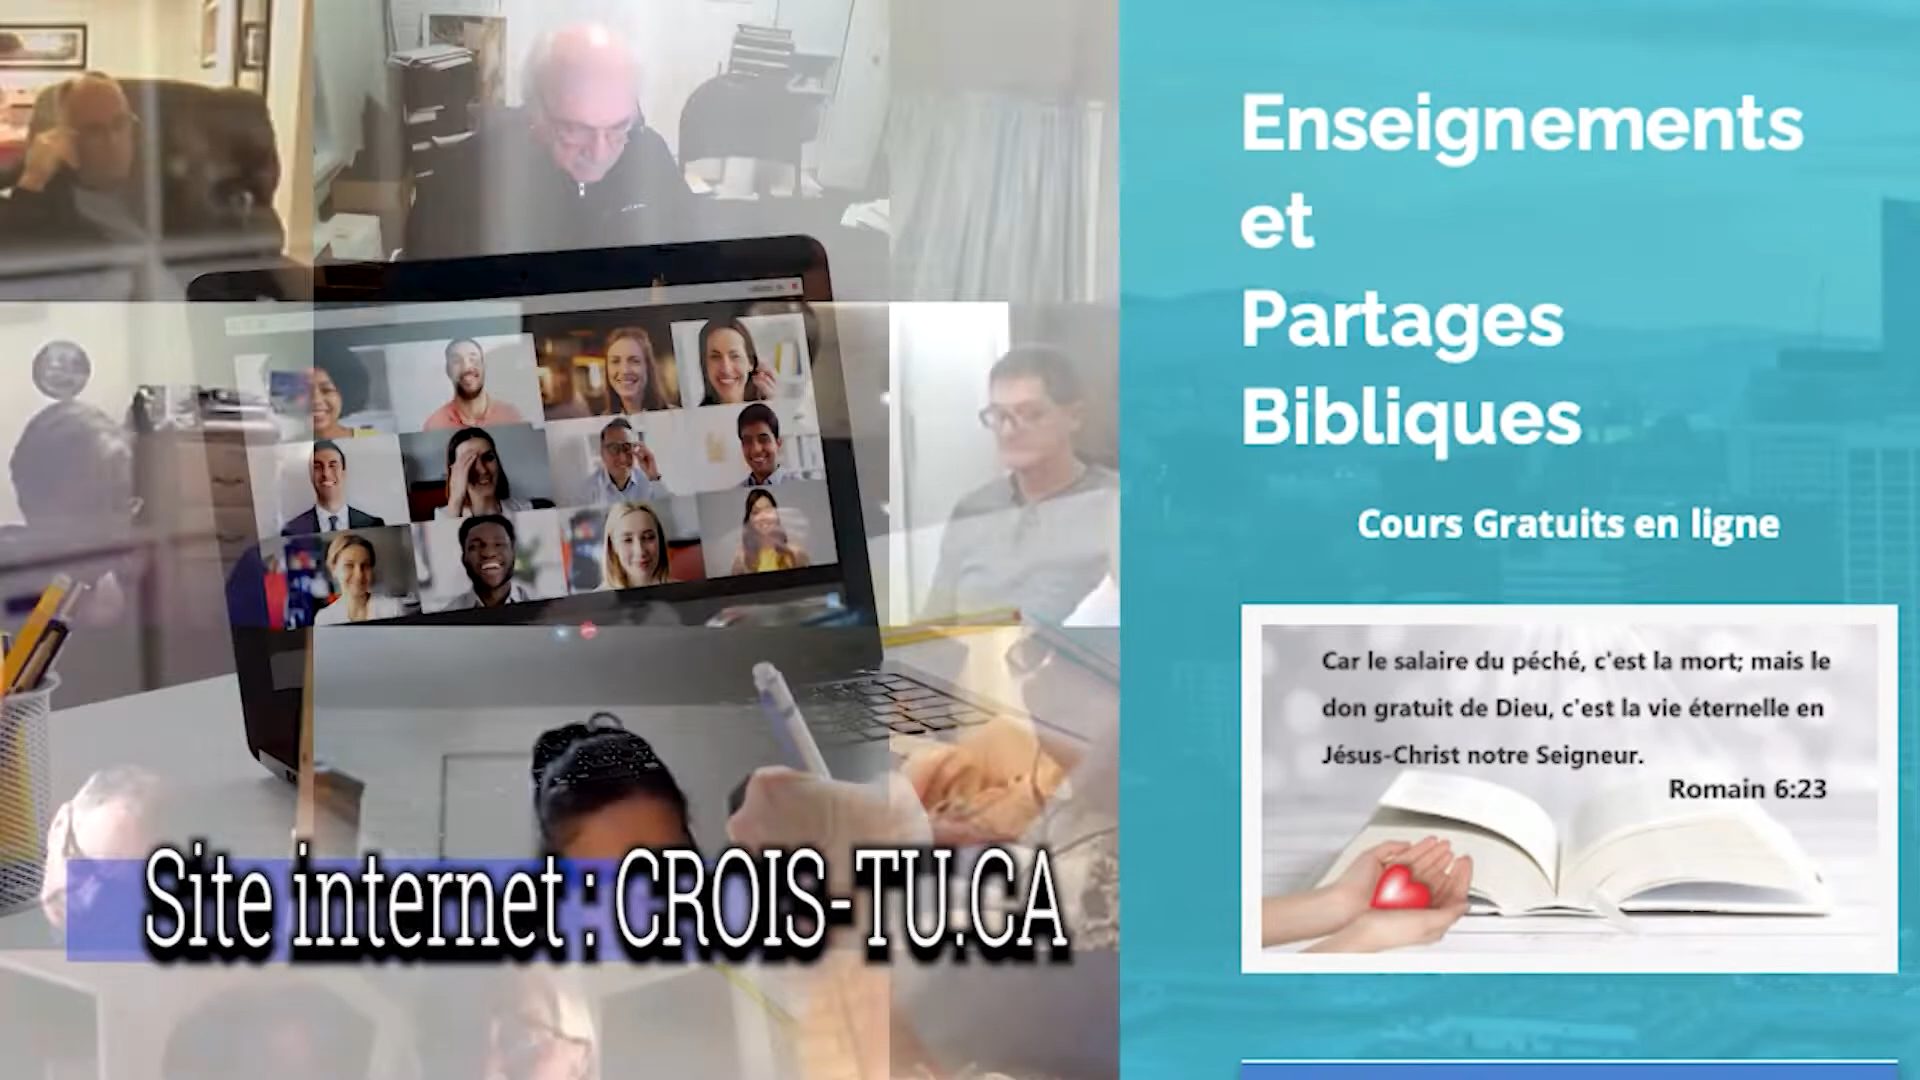 Enseignements
et
Partages
Bibliques
Cours Gratuits en ligne
Car le salaire du péché, c'est la mort; mais le
don gratuit de Dieu, c'est la vie éternelle en
Jésus-Christ notre Seigneur.
Romain 6:23
Site internet : CROIS-TU.CA